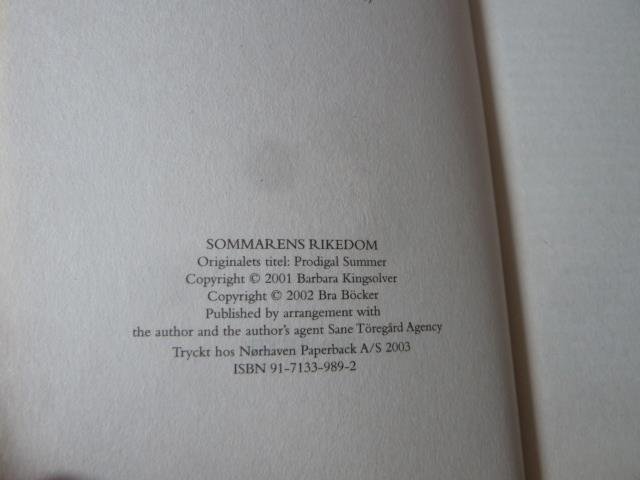 SOMMARENS RIKEDOM
Originalets titel: Prodigal Summer
Copyright © 2001 Barbara Kingsolver
Copyright © 2002 Bra Böcker
Published by arrangement with
the author and the author's agent Sane Töregård Agency
Tryckt hos Nørhaven Paperback A/S 2003
ISBN 91-7133-989-2